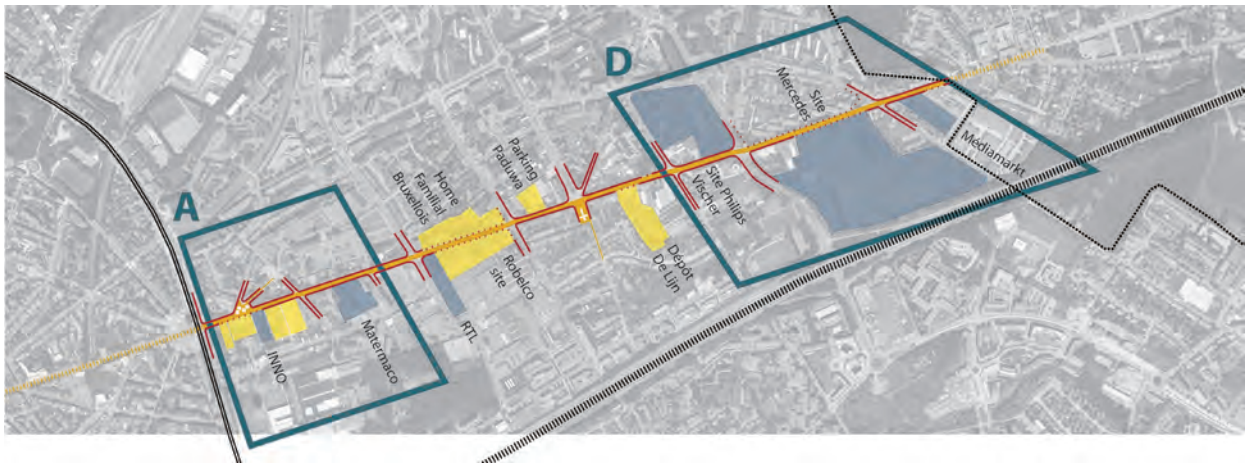 A
D
INNO
Matermaco
Home
Familial
Bruxellois
RTL
Robelco
site
Parking
Paduwa
Dépôt
De Lijn
Site Philips
Vischer
Site
Mercedes
Mediamarkt